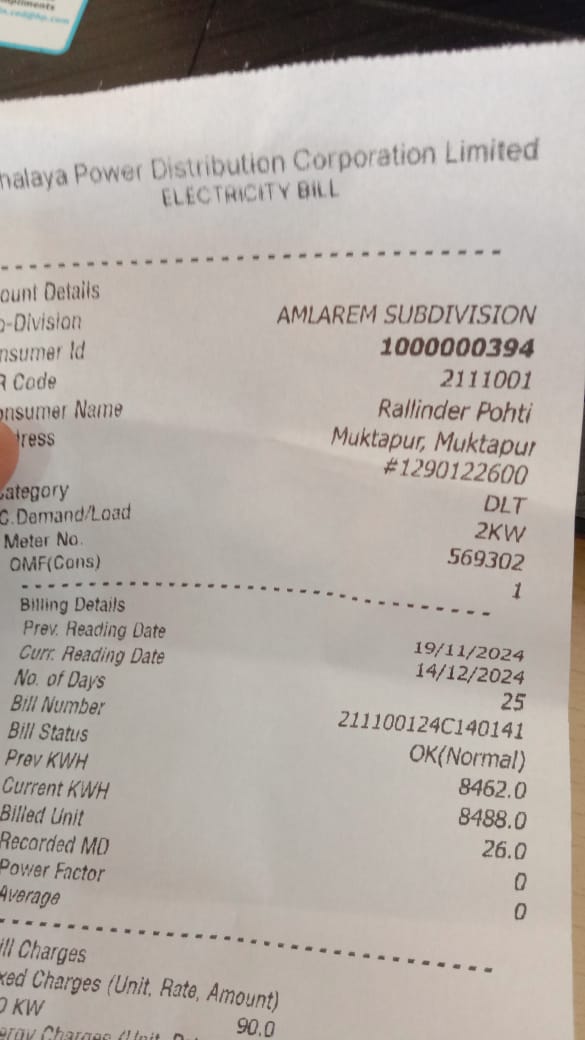 mpliments
halaya Power Distribution Corporation Limited
ELECTRICITY BILL
ount Details
o-Division AMLAREM SUBDIVISION
nsumer Id 1000000394
R Code 2111001
onsumer Name Rallinder Pohti
dress Muktapur, Muktapur
#1290122600
ategory DLT
C.Demand/Load 2KW
Meter No. 569302
OMF(Cons) 1
Billing Details
Prev. Reading Date 19/11/2024
Curr. Reading Date 14/12/2024
No. of Days 25
Bill Number 211100124C140141
Bill Status OK(Normal)
Prev KWH 8462.0
Current KWH 8488.0
Billed Unit 26.0
Recorded MD 0
Power Factor 0
Average
ill Charges
xed Charges (Unit, Rate, Amount)
0 KW 90.0